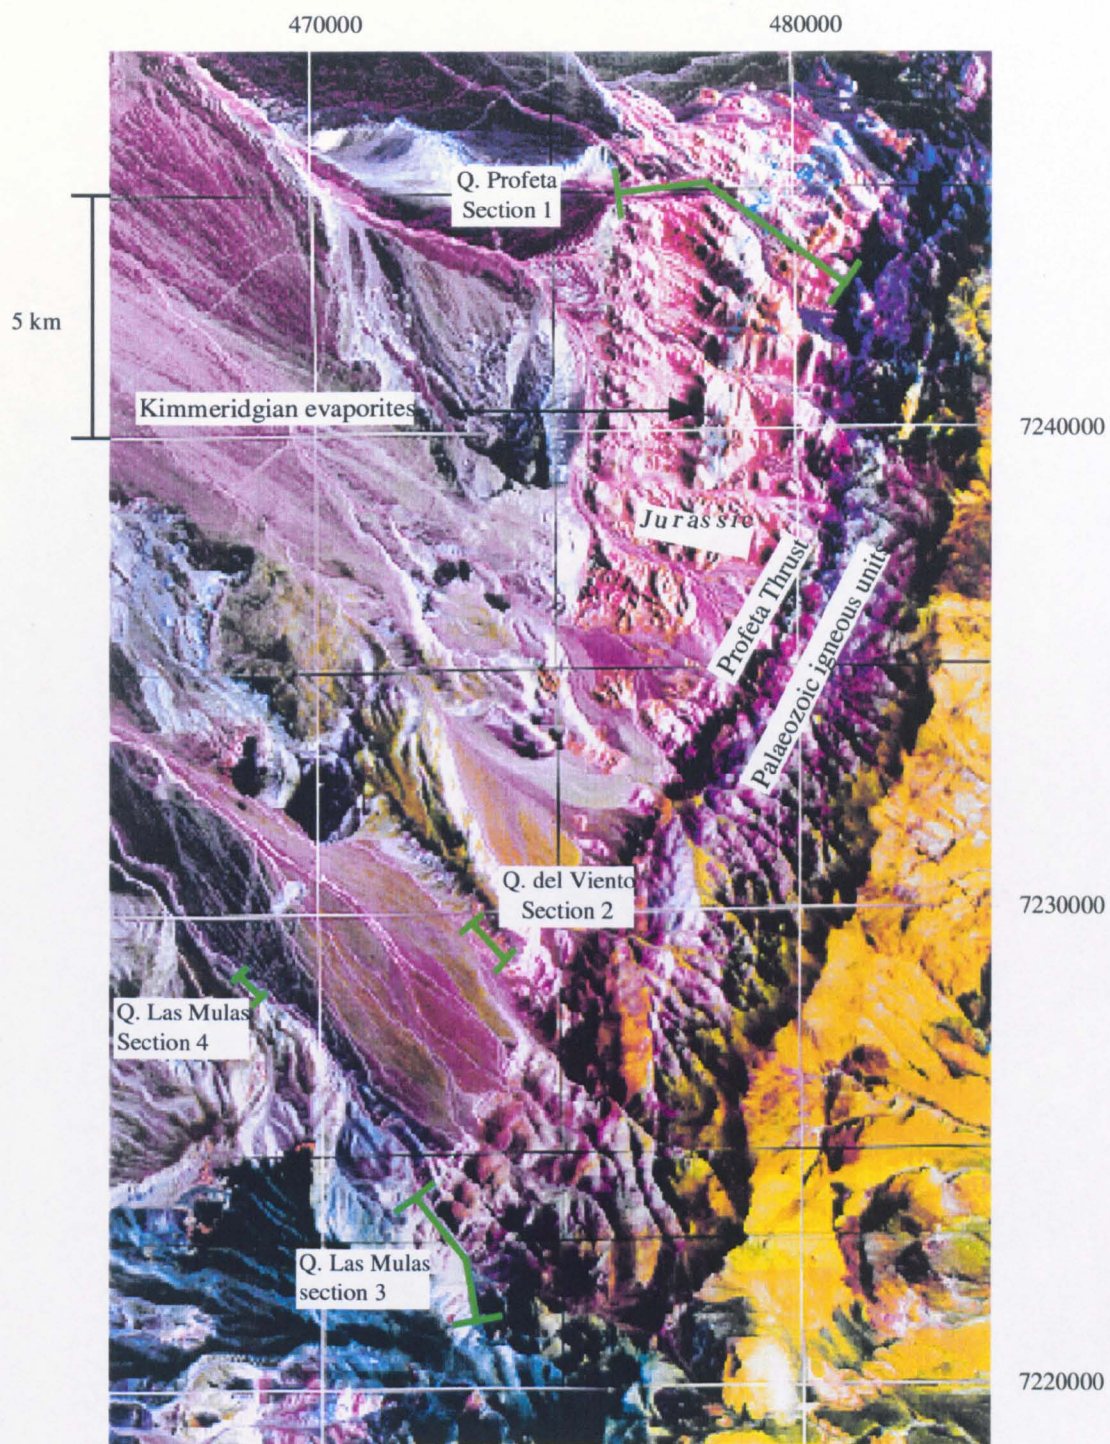 470000
480000
Q. Profeta
Section 1
5 km
Kimmeridgian evaporites
7240000
Jurassic
Profeta Thrust
Palaeozoic igneous units
Q. del Viento
Section 2
7230000
Q. Las Mulas
Section 4
Q. Las Mulas
section 3
7220000